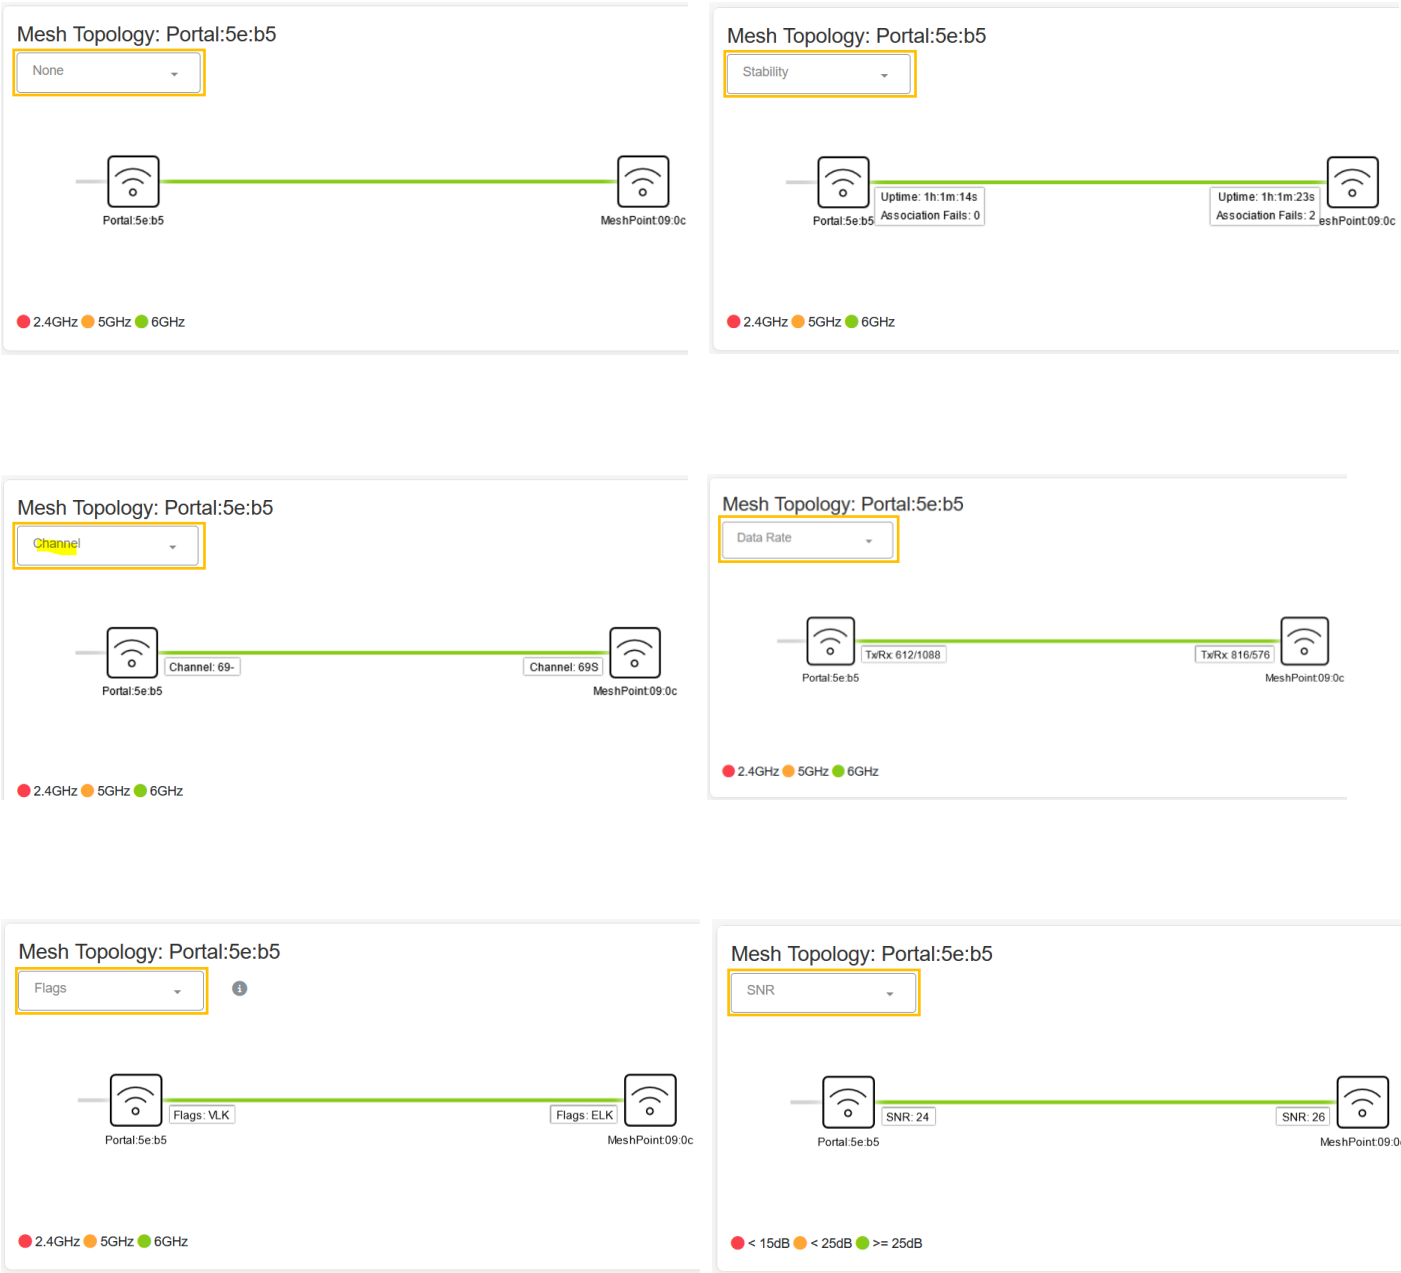 Mesh Topology: Portal:5e:b5
None
Portal:5e:b5
MeshPoint:09:0c
2.4GHz 5GHz 6GHz
Mesh Topology: Portal:5e:b5
Stability
Uptime: 1h:1m:14s
Association Fails: 0
Uptime: 1h:1m:23s
Association Fails: 2
Portal:5e:b5
eshPoint:09:0c
2.4GHz 5GHz 6GHz
Mesh Topology: Portal:5e:b5
Channel
Channel: 69-
Channel: 69S
Portal:5e:b5
MeshPoint:09:0c
2.4GHz 5GHz 6GHz
Mesh Topology: Portal:5e:b5
Data Rate
Tx/Rx: 612/1088
Tx/Rx: 816/576
Portal:5e:b5
MeshPoint:09:0c
2.4GHz 5GHz 6GHz
Mesh Topology: Portal:5e:b5
Flags
Flags: VLK
Flags: ELK
Portal:5e:b5
MeshPoint:09:0c
2.4GHz 5GHz 6GHz
Mesh Topology: Portal:5e:b5
SNR
SNR: 24
SNR: 26
Portal:5e:b5
MeshPoint:09:0
< 15dB < 25dB >= 25dB